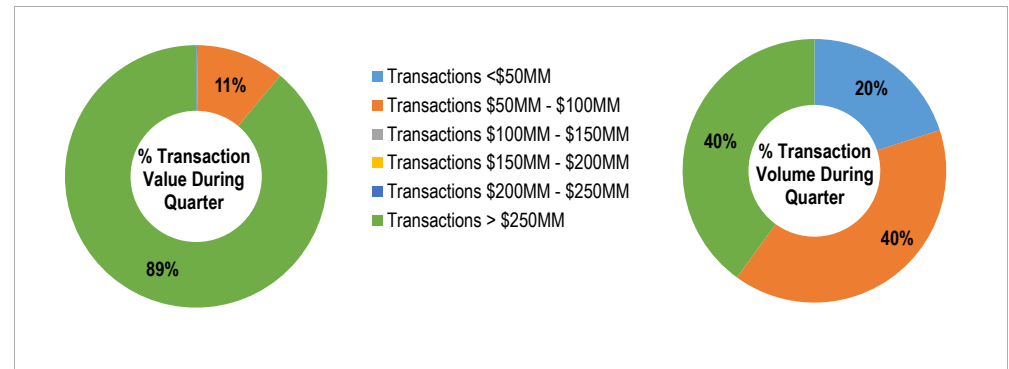 11%
% Transaction
Value During
Quarter
89%
Transactions <$50MM
Transactions $50MM - $100MM
Transactions $100MM - $150MM
Transactions $150MM - $200MM
Transactions $200MM - $250MM
Transactions > $250MM
20%
40%
% Transaction
Volume During
Quarter
40%